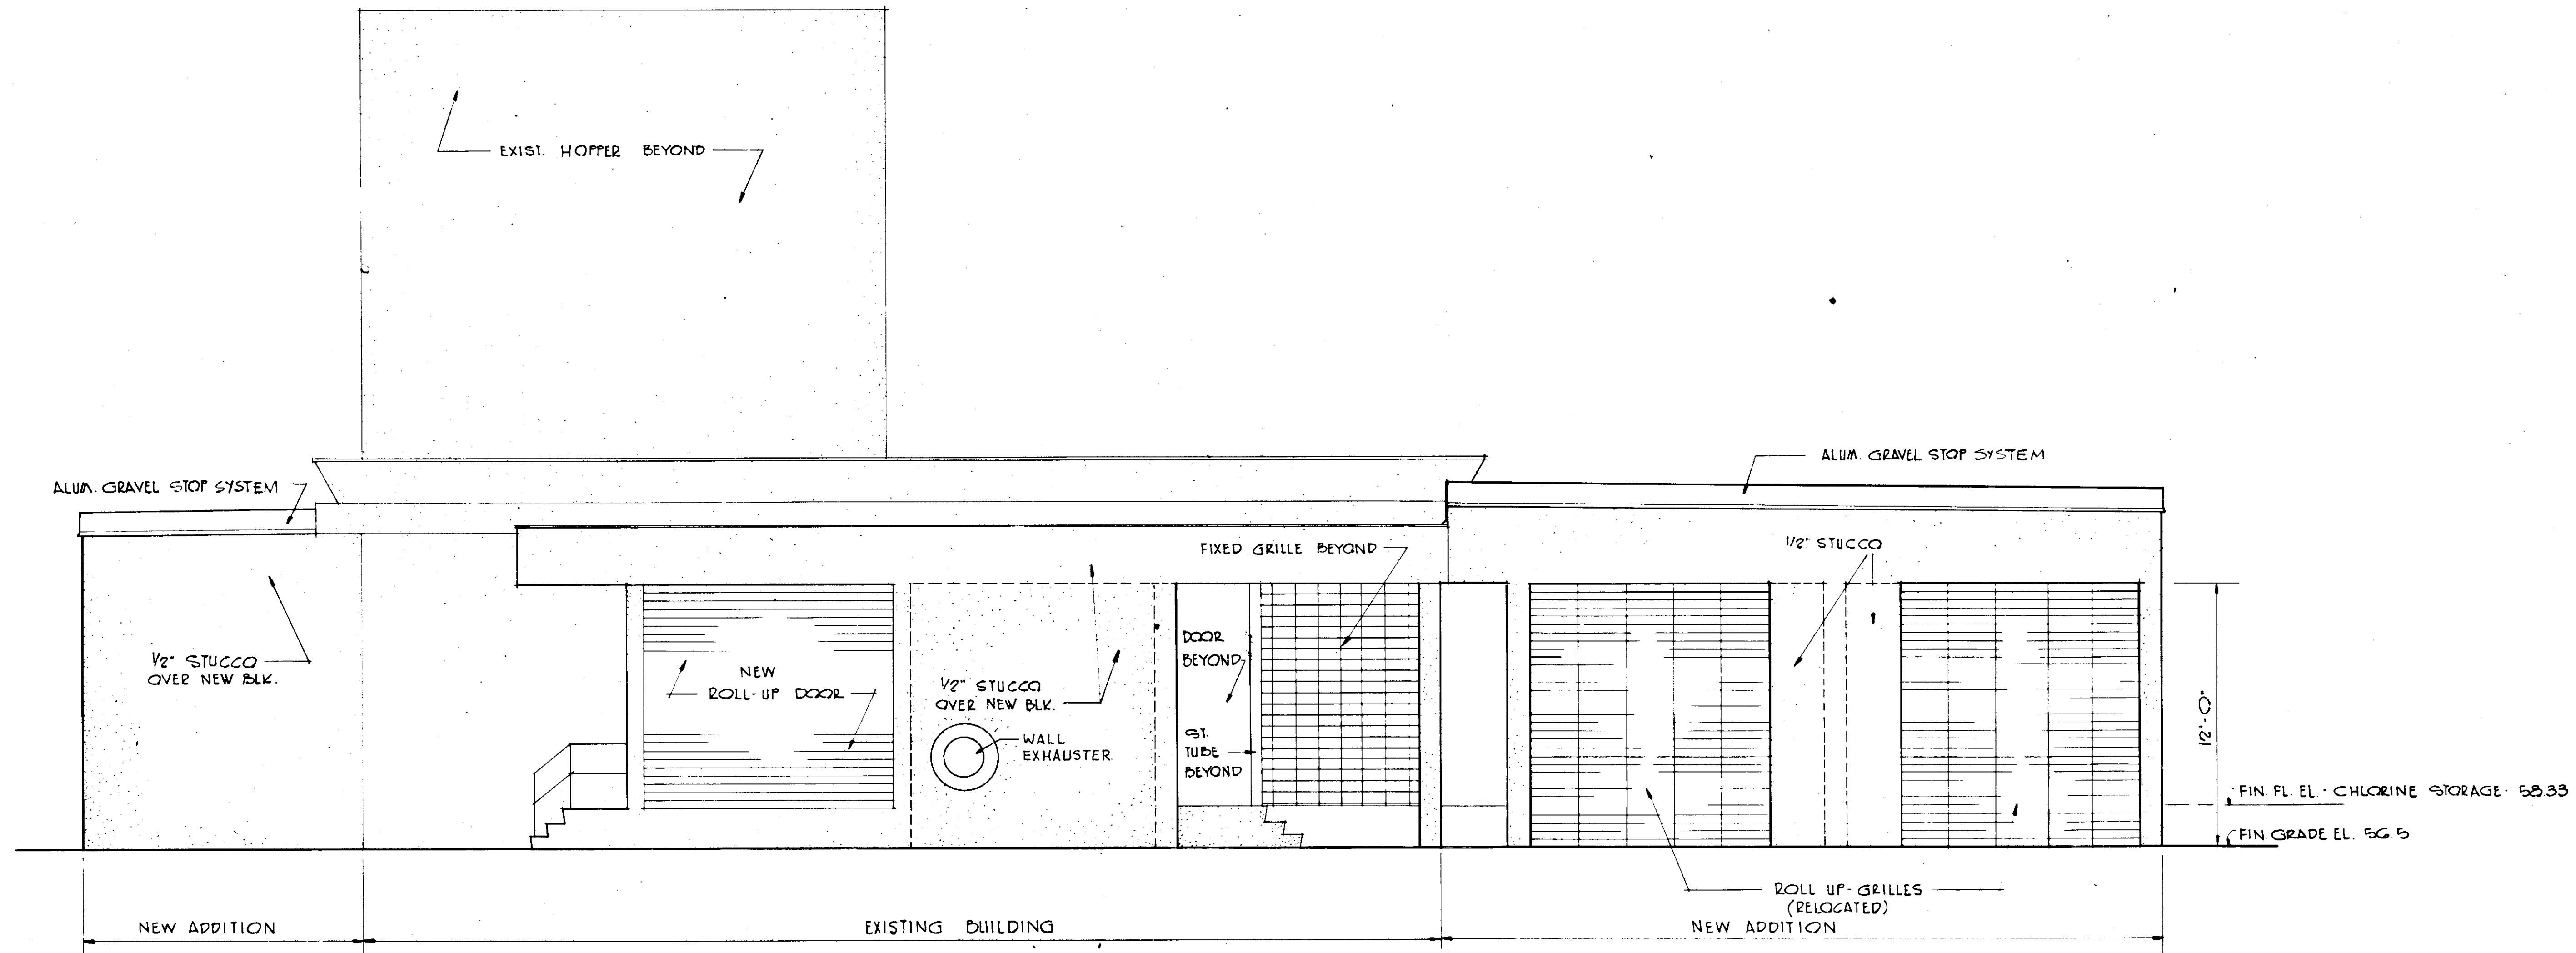 EXIST. HOPPER BEYOND
ALUM. GRAVEL STOP SYSTEM
ALUM. GRAVEL STOP SYSTEM
FIXED GRILLE BEYOND
1/2" STUCCO
1/2" STUCCO
OVER NEW BLK.
NEW
ROLL-UP DOOR
1/2" STUCCO
OVER NEW BLK.
WALL
EXHAUSTER
DOOR
BEYOND
ST.
TUBE
BEYOND
12'-0"
FIN. FL. EL. - CHLORINE STORAGE - 58.33
FIN. GRADE EL. 56.5
ROLL UP-GRILLES
(RELOCATED)
NEW ADDITION
EXISTING BUILDING
NEW ADDITION